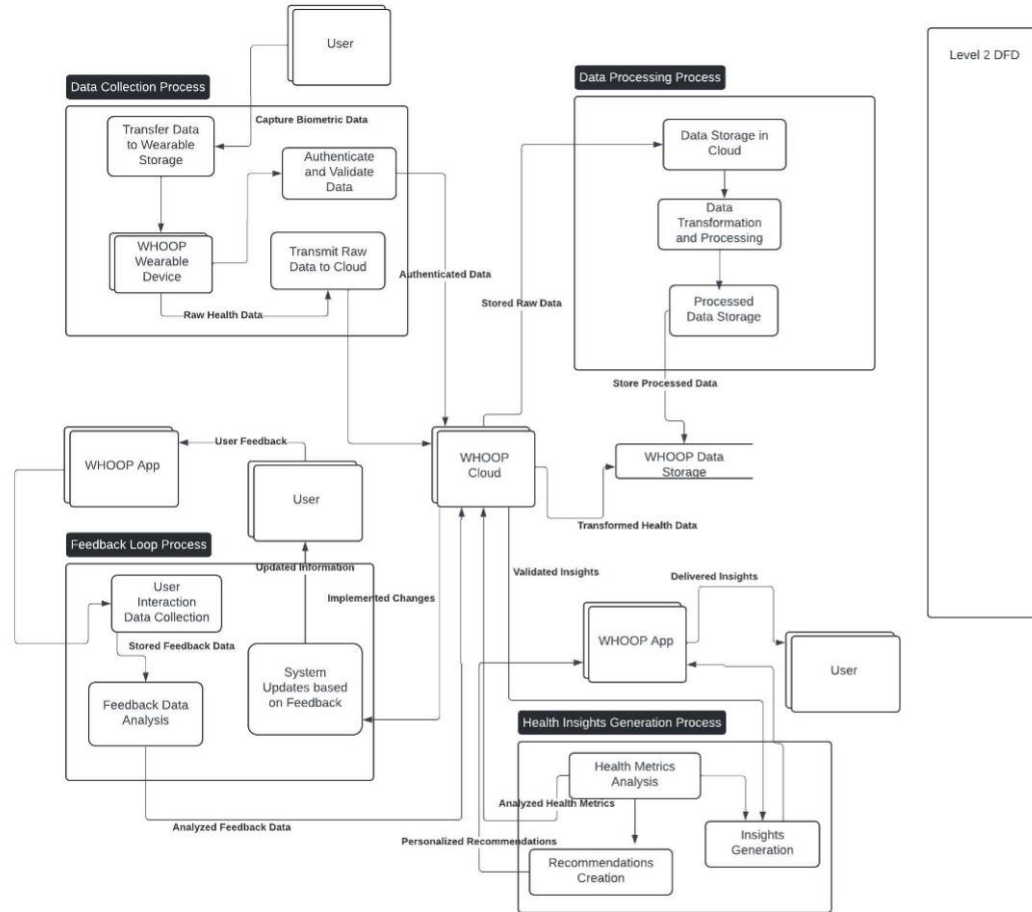 User
Level 2 DFD
Data Collection Process
Data Processing Process
Capture Biometric Data
Transfer Data
to Wearable
Storage
Authenticate
and Validate
Data
Data Storage in
Cloud
Data
Transformation
and Processing
WHOOP
Wearable
Device
Transmit Raw
Data to Cloud
Authenticated Data
Stored Raw Data
Raw Health Data
Processed
Data Storage
Store Processed Data
User Feedback
WHOOP App
User
WHOOP
Cloud
WHOOP Data
Storage
Transformed Health Data
Feedback Loop Process
Updated Information
Validated Insights
Delivered Insights
User
Interaction
Data Collection
Implemented Changes
Stored Feedback Data
WHOOP App
User
System
Updates based
on Feedback
Feedback Data
Analysis
Health Insights Generation Process
Health Metrics
Analysis
Analyzed Health Metrics
Analyzed Feedback Data
Personalized Recommendations
Insights
Generation
Recommendations
Creation